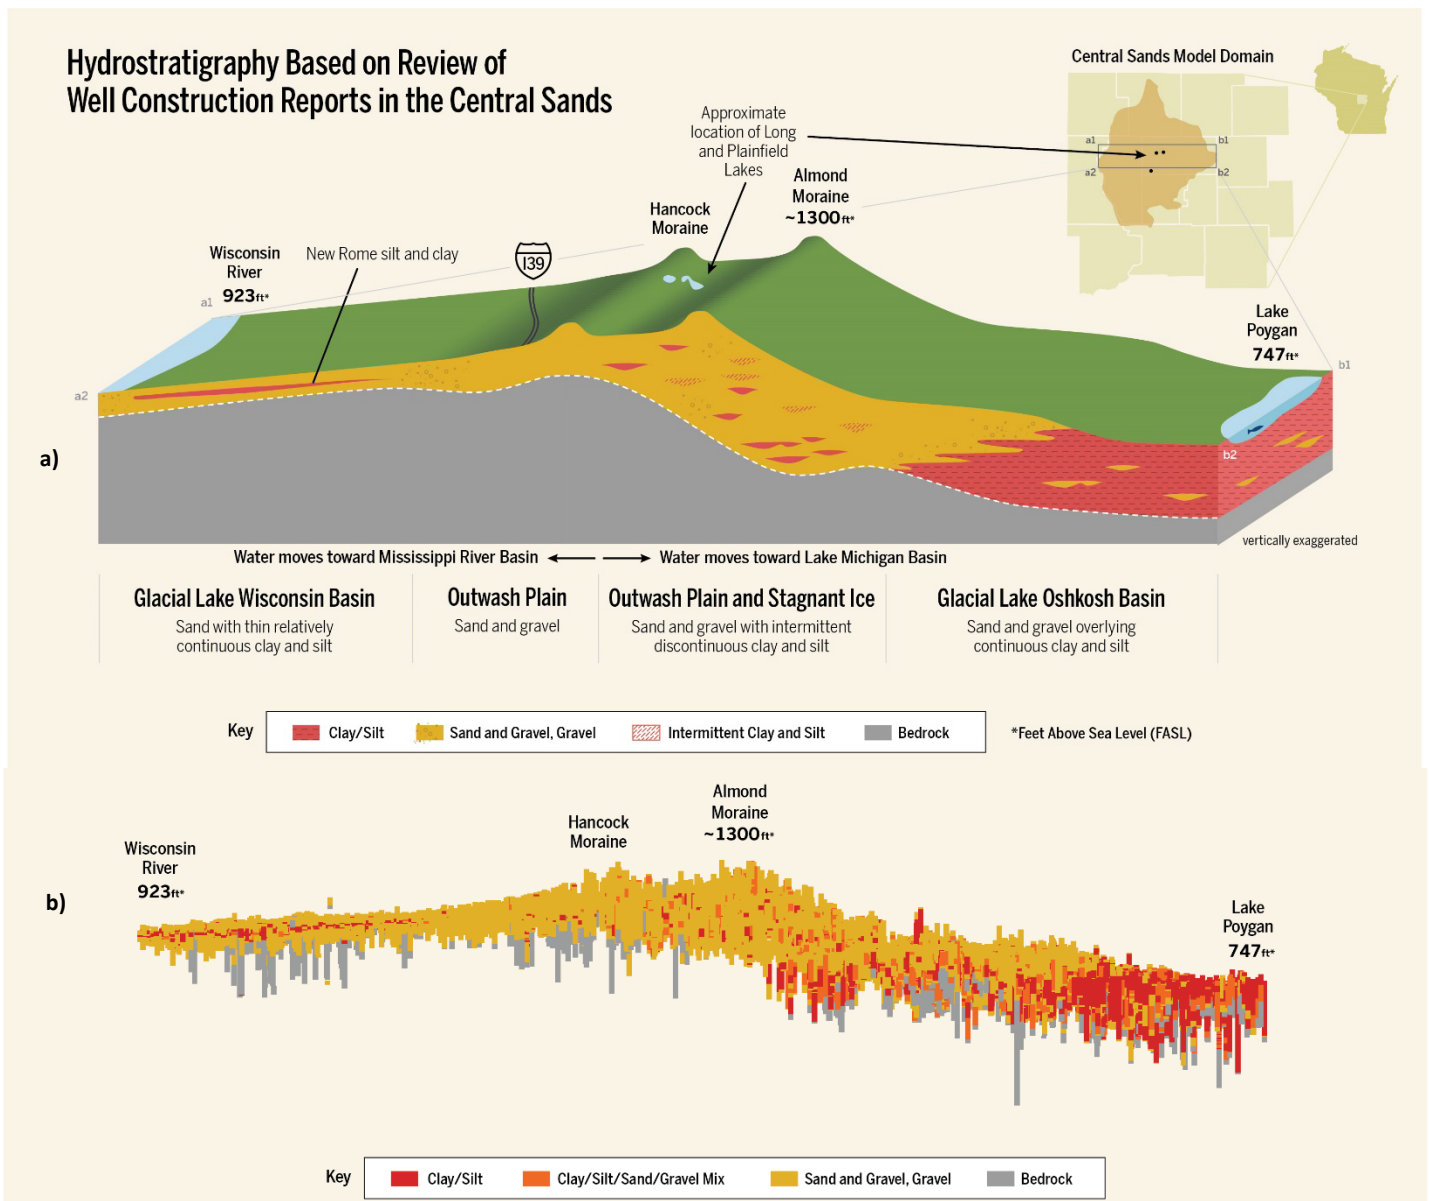 Hydrostratigraphy Based on Review of
Well Construction Reports in the Central Sands
Central Sands Model Domain
a1
b1
a2
b2
Approximate
location of Long
and Plainfield
Lakes
Almond
Moraine
~1300ft*
Hancock
Moraine
Wisconsin
River
923ft*
New Rome silt and clay
I39
a1
a2
Lake
Poygan
747ft*
b1
b2
a)
vertically exaggerated
Water moves toward Mississippi River Basin
Water moves toward Lake Michigan Basin
Glacial Lake Wisconsin Basin
Sand with thin relatively
continuous clay and silt
Outwash Plain
Sand and gravel
Outwash Plain and Stagnant Ice
Sand and gravel with intermittent
discontinuous clay and silt
Glacial Lake Oshkosh Basin
Sand and gravel overlying
continuous clay and silt
Key
Clay/Silt
Sand and Gravel, Gravel
Intermittent Clay and Silt
Bedrock
*Feet Above Sea Level (FASL)
b)
Wisconsin
River
923ft*
Hancock
Moraine
Almond
Moraine
~1300ft*
Lake
Poygan
747ft*
Key
Clay/Silt
Clay/Silt/Sand/Gravel Mix
Sand and Gravel, Gravel
Bedrock